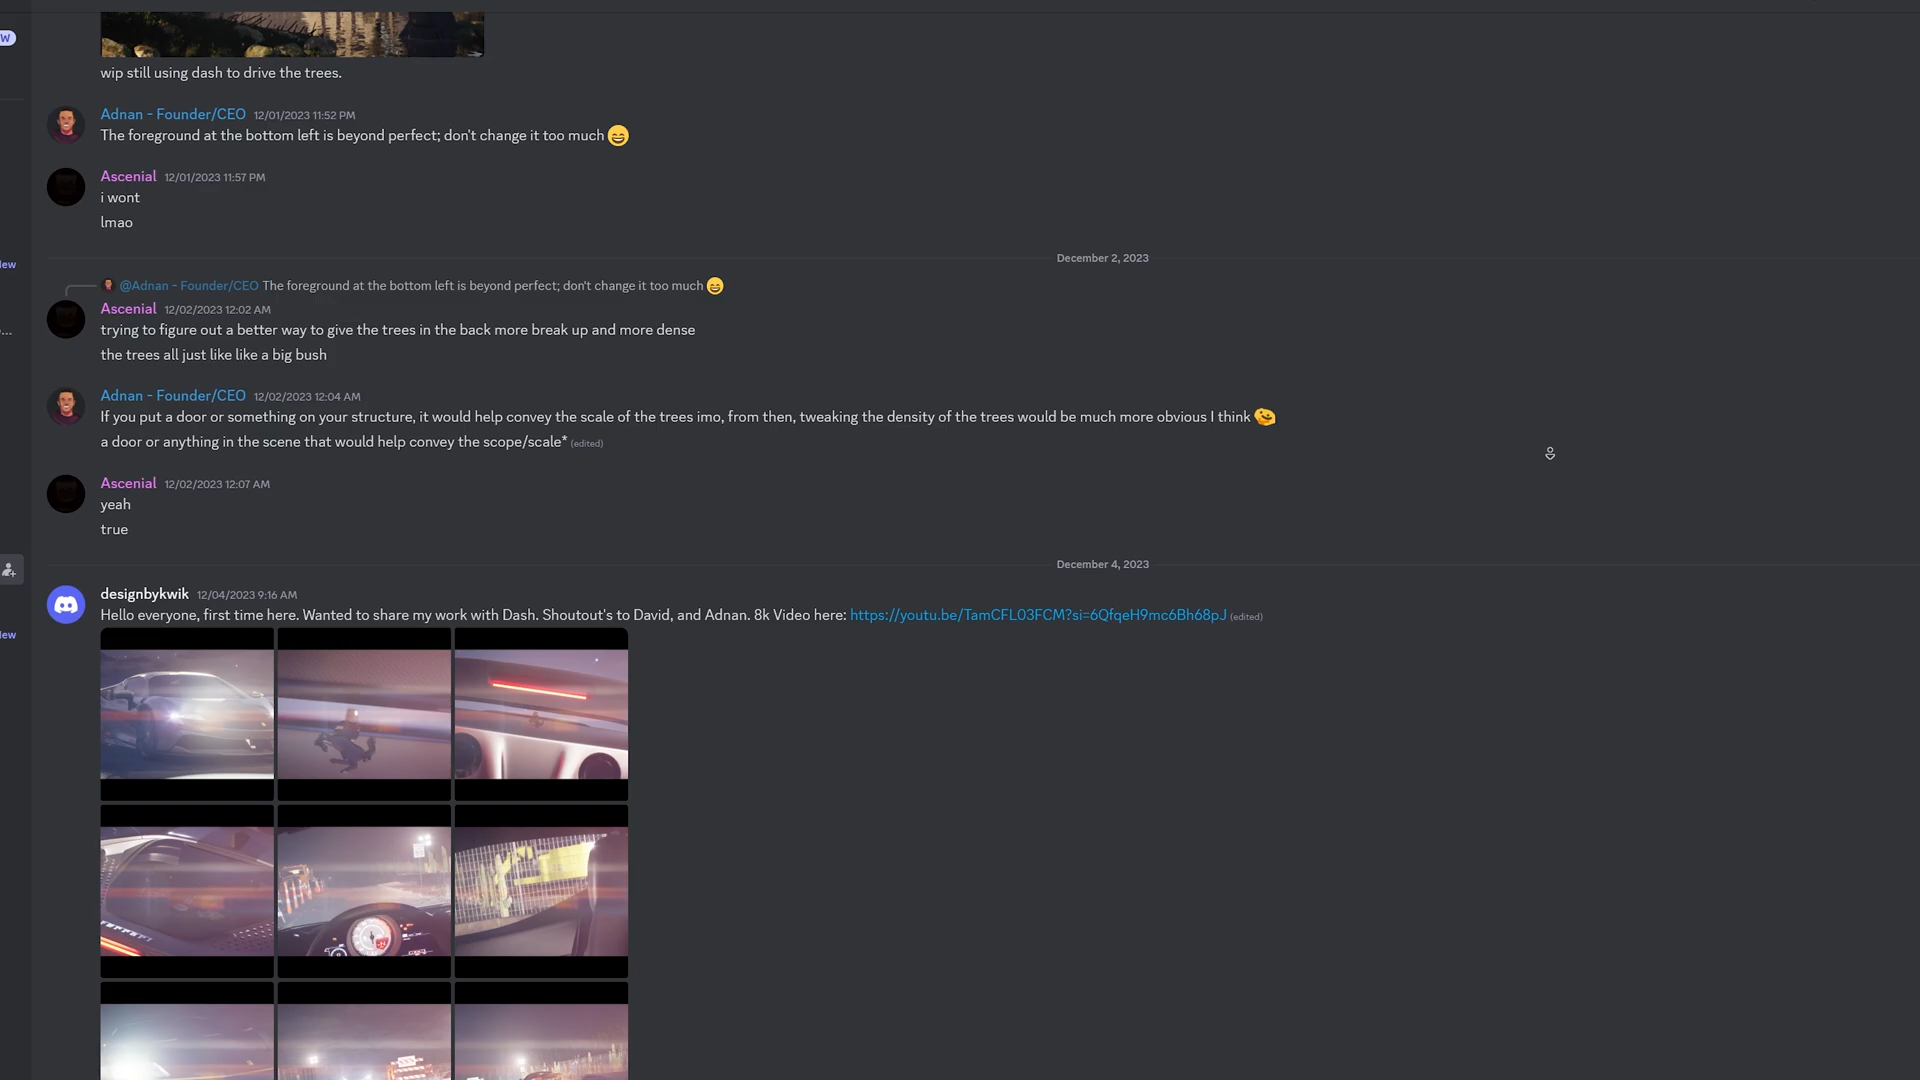 W
wip still using dash to drive the trees.
Adnan - Founder/CEO 12/01/2023 11:52 PM
The foreground at the bottom left is beyond perfect; don't change it too much 😄
Ascenial 12/01/2023 11:57 PM
i wont
lmao
December 2, 2023
@Adnan - Founder/CEO The foreground at the bottom left is beyond perfect; don't change it too much 😄
Ascenial 12/02/2023 12:02 AM
trying to figure out a better way to give the trees in the back more break up and more dense
the trees all just like like a big bush
Adnan - Founder/CEO 12/02/2023 12:04 AM
If you put a door or something on your structure, it would help convey the scale of the trees imo, from then, tweaking the density of the trees would be much more obvious I think
a door or anything in the scene that would help convey the scope/scale* (edited)
Ascenial 12/02/2023 12:07 AM
yeah
true
December 4, 2023
designbykwik 12/04/2023 9:16 AM
Hello everyone, first time here. Wanted to share my work with Dash. Shoutout's to David, and Adnan. 8k Video here: https://youtu.be/TamCFL03FCM?si=6QfqeH9mc6Bh68pJ (edited)